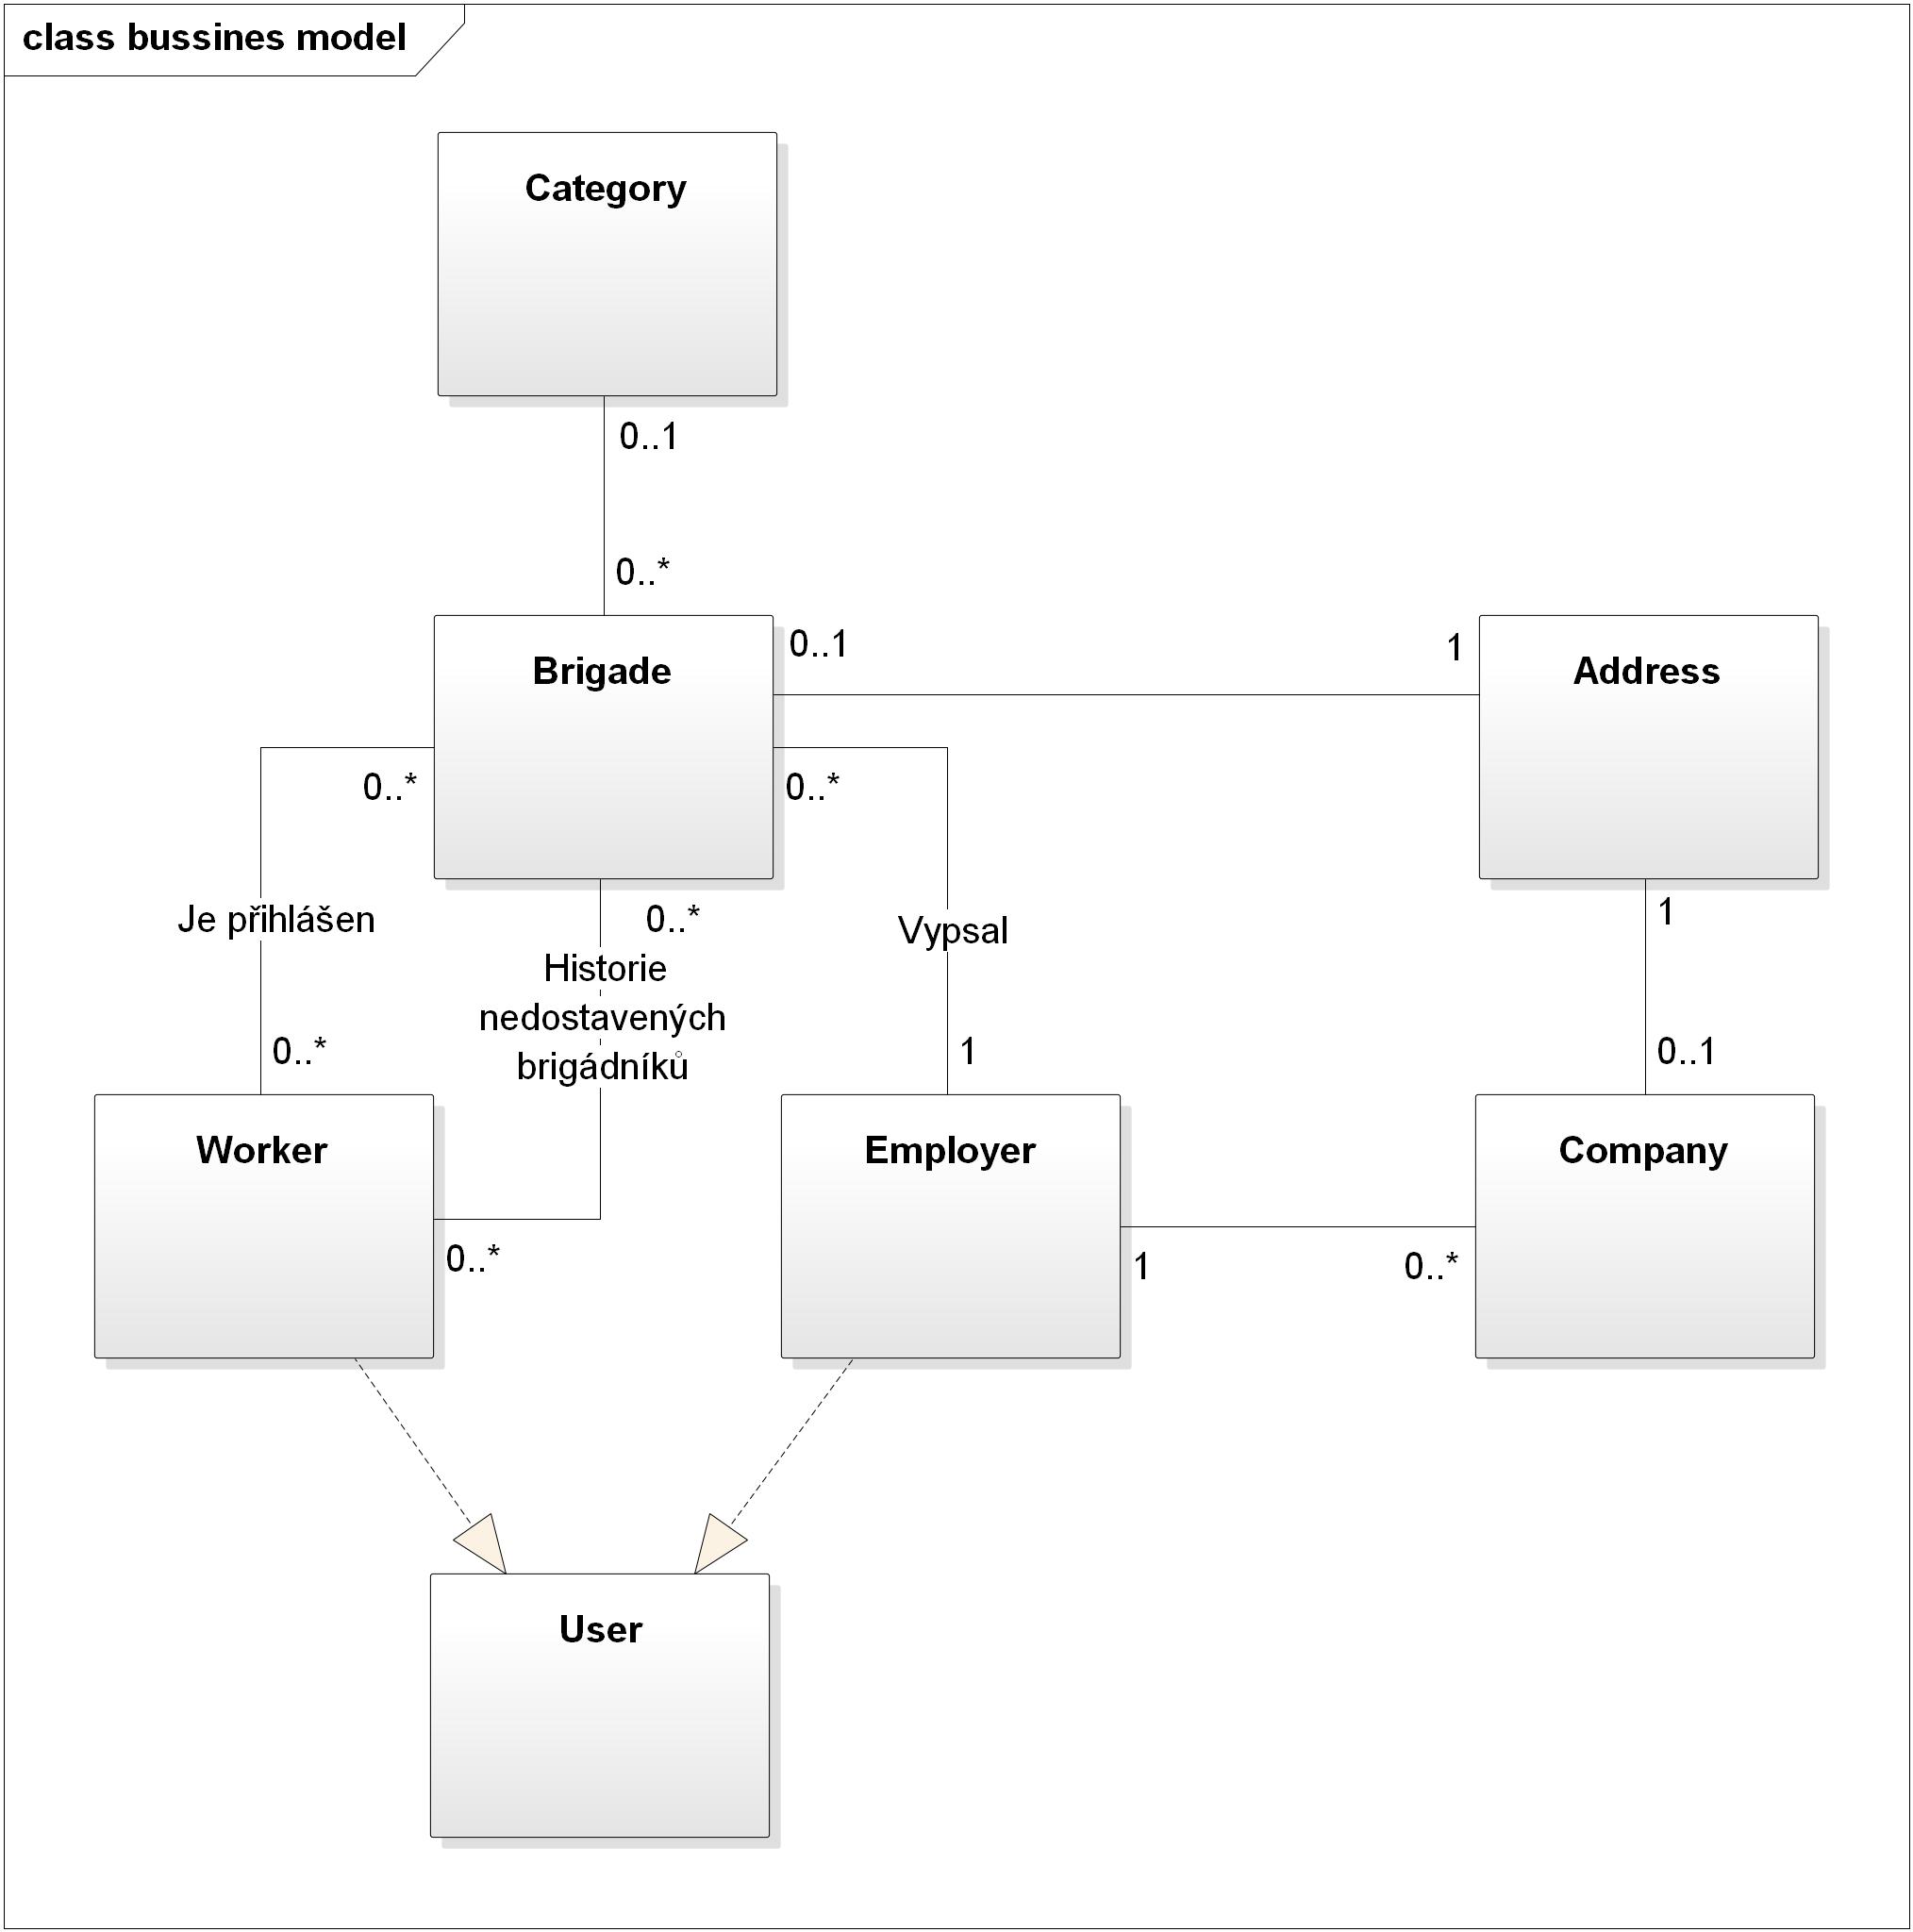 class bussines model
Category
0..1
0..*
Brigade
0..1
1
Address
0..*
0..*
Je přihlášen
0..*
Vypsal
1
Historie
nedostavených
brigádníků
0..*
1
0..1
Worker
Employer
Company
0..*
1
0..*
User